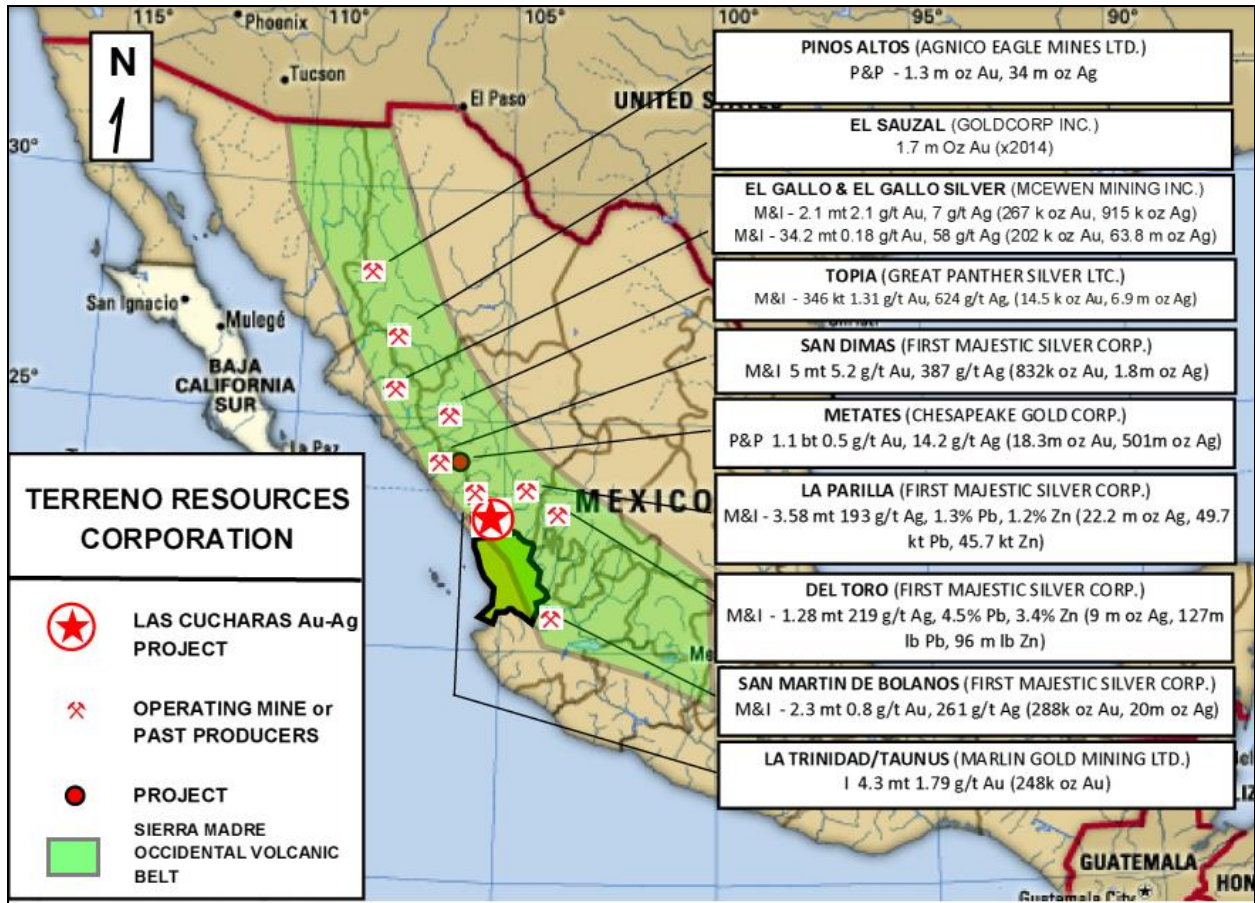 115°
110°
105°
100°
95°
90°
Phoenix
N
Tucson
El Paso
30°
25°
UNITED
San Ignacio
Mulegé
BAJA
CALIFORNIA
SUR
La Paz
MEXICO
GUATEMALA
Guatemala City
HON
PINOS ALTOS (AGNICO EAGLE MINES LTD.)
P&P - 1.3 m oz Au, 34 m oz Ag
EL SAUZAL (GOLDCORP INC.)
1.7 m Oz Au (x2014)
EL GALLO & EL GALLO SILVER (MCEWEN MINING INC.)
M&I - 2.1 mt 2.1 g/t Au, 7 g/t Ag (267 k oz Au, 915 k oz Ag)
M&I - 34.2 mt 0.18 g/t Au, 58 g/t Ag (202 k oz Au, 63.8 m oz Ag)
TOPIA (GREAT PANTHER SILVER LTC.)
M&I - 346 kt 1.31 g/t Au, 624 g/t Ag, (14.5 k oz Au, 6.9 m oz Ag)
SAN DIMAS (FIRST MAJESTIC SILVER CORP.)
M&I 5 mt 5.2 g/t Au, 387 g/t Ag (832k oz Au, 1.8m oz Ag)
METATES (CHESAPEAKE GOLD CORP.)
P&P 1.1 bt 0.5 g/t Au, 14.2 g/t Ag (18.3m oz Au, 501m oz Ag)
LA PARILLA (FIRST MAJESTIC SILVER CORP.)
M&I - 3.58 mt 193 g/t Ag, 1.3% Pb, 1.2% Zn (22.2 m oz Ag, 49.7
kt Pb, 45.7 kt Zn)
DEL TORO (FIRST MAJESTIC SILVER CORP.)
M&I - 1.28 mt 219 g/t Ag, 4.5% Pb, 3.4% Zn (9 m oz Ag, 127m
lb Pb, 96 m lb Zn)
SAN MARTIN DE BOLANOS (FIRST MAJESTIC SILVER CORP.)
M&I - 2.3 mt 0.8 g/t Au, 261 g/t Ag (288k oz Au, 20m oz Ag)
LA TRINIDAD/TAUNUS (MARLIN GOLD MINING LTD.)
I 4.3 mt 1.79 g/t Au (248k oz Au)
TERRENO RESOURCES
CORPORATION
LAS CUCHARAS Au-Ag
PROJECT
OPERATING MINE or
PAST PRODUCERS
PROJECT
SIERRA MADRE
OCCIDENTAL VOLCANIC
BELT